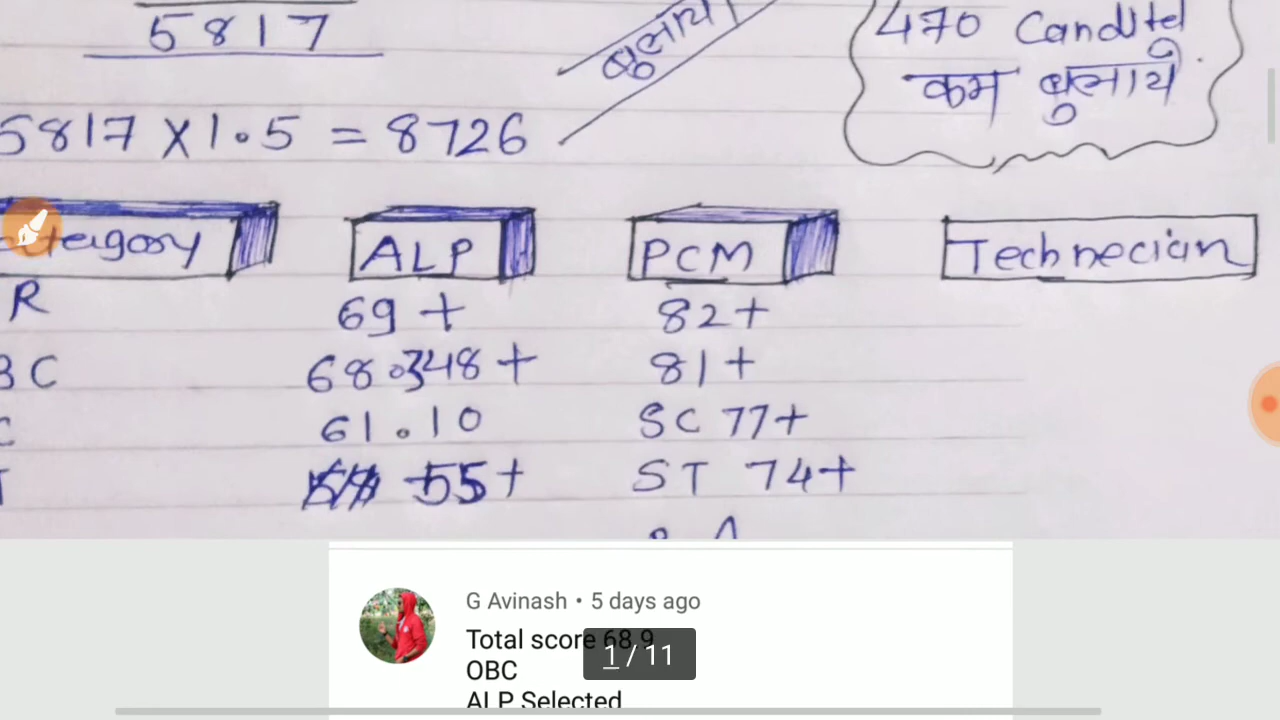 5817
बुलाये
470 Canditel
कम बुलाये
5817 X 1.5 = 8726
Category ALP PCM Technecian
R 69+ 82+
BC 68.348+ 81+
C 61.10 SC 77+
T 55+ ST 74+
G Avinash • 5 days ago
Total score 68.9
OBC
ALP Selected
1 / 11